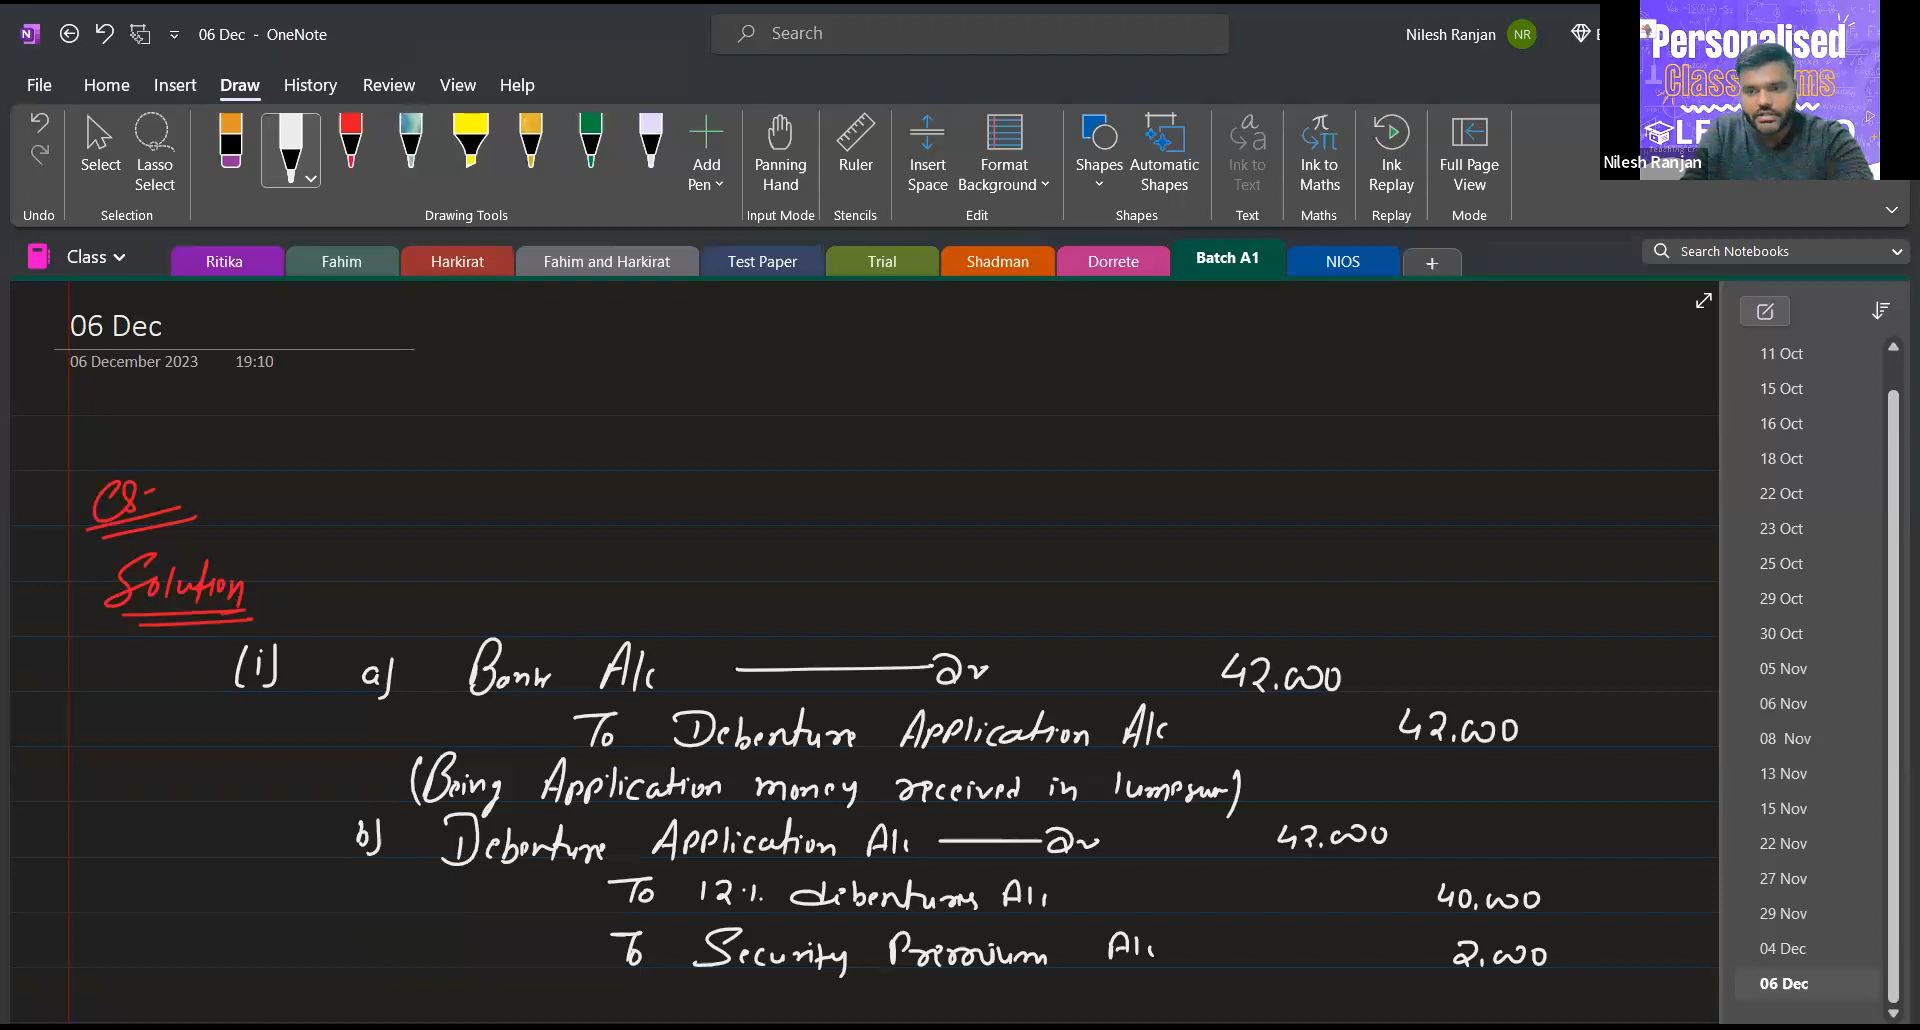 06 Dec - OneNote
Search
Nilesh Ranjan NR
Personalised
Nilesh Ranjan
File Home Insert Draw History Review View Help
Select Lasso Select
Add Pen
Panning Hand
Ruler
Insert Space
Format Background
Shapes
Automatic Shapes
Ink to Text
Ink to Maths
Ink Replay
Full Page View
Undo Selection Drawing Tools Input Mode Stencils Edit Shapes Text Maths Replay Mode
Class
Ritika Fahim Harkirat Fahim and Harkirat Test Paper Trial Shadman Dorrete Batch A1 NIOS +
Search Notebooks
06 Dec
06 December 2023 19:10
Solution
(i) a) Bank A/c Dr 42.000
To Debenture Application A/c 42.000
(Being Application money received in lumpsum)
b) Debenture Application A/c Dr 42.000
To 12% dibentures A/c 40.000
To Security Premium A/c 2.000
11 Oct
15 Oct
16 Oct
18 Oct
22 Oct
23 Oct
25 Oct
29 Oct
30 Oct
05 Nov
06 Nov
08 Nov
13 Nov
15 Nov
22 Nov
27 Nov
29 Nov
04 Dec
06 Dec